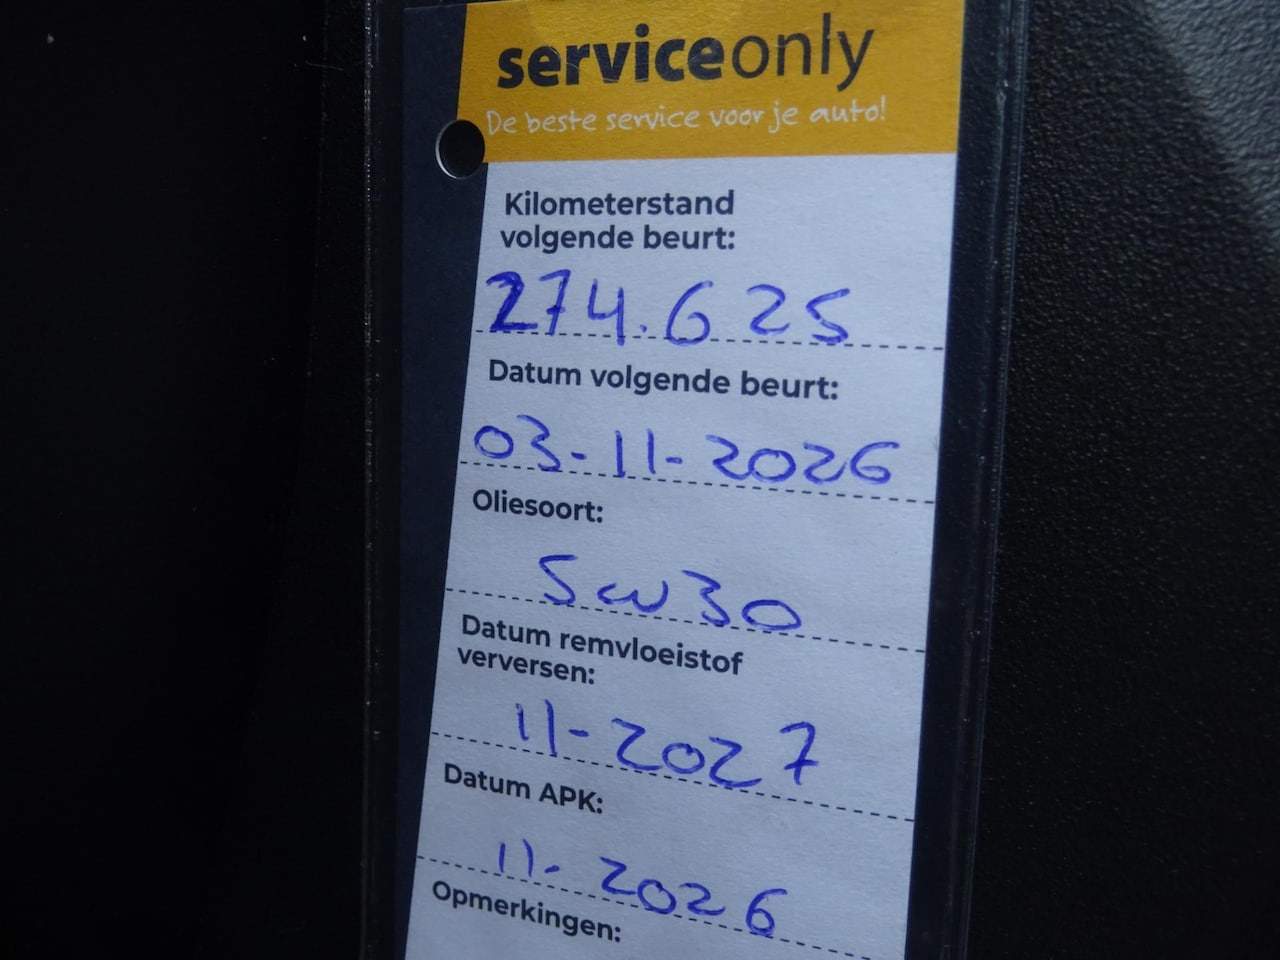 serviceonly
De beste service voor je auto!
Kilometerstand
volgende beurt:
274.625
Datum volgende beurt:
03-11-2026
Oliesoort:
5w30
Datum remvloeistof
verversen:
11-2027
Datum APK:
11-2026
Opmerkingen: